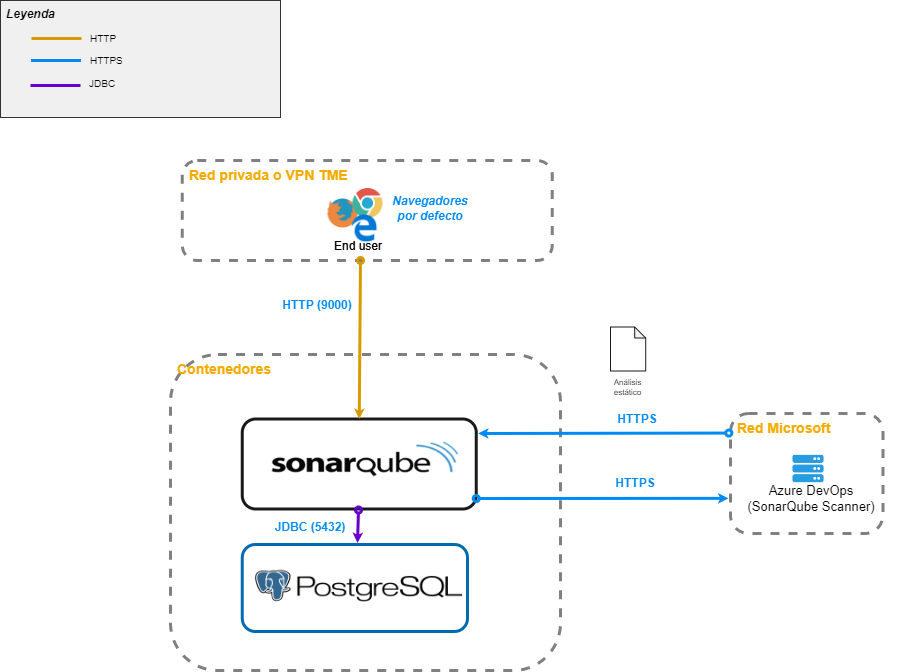 Leyenda
HTTP
HTTPS
JDBC
Red privada o VPN TME
Navegadores
por defecto
End user
HTTP (9000)
Análisis
estático
Contenedores
HTTPS
Red Microsoft
sonarqube
HTTPS
Azure DevOps
(SonarQube Scanner)
JDBC (5432)
PostgreSQL